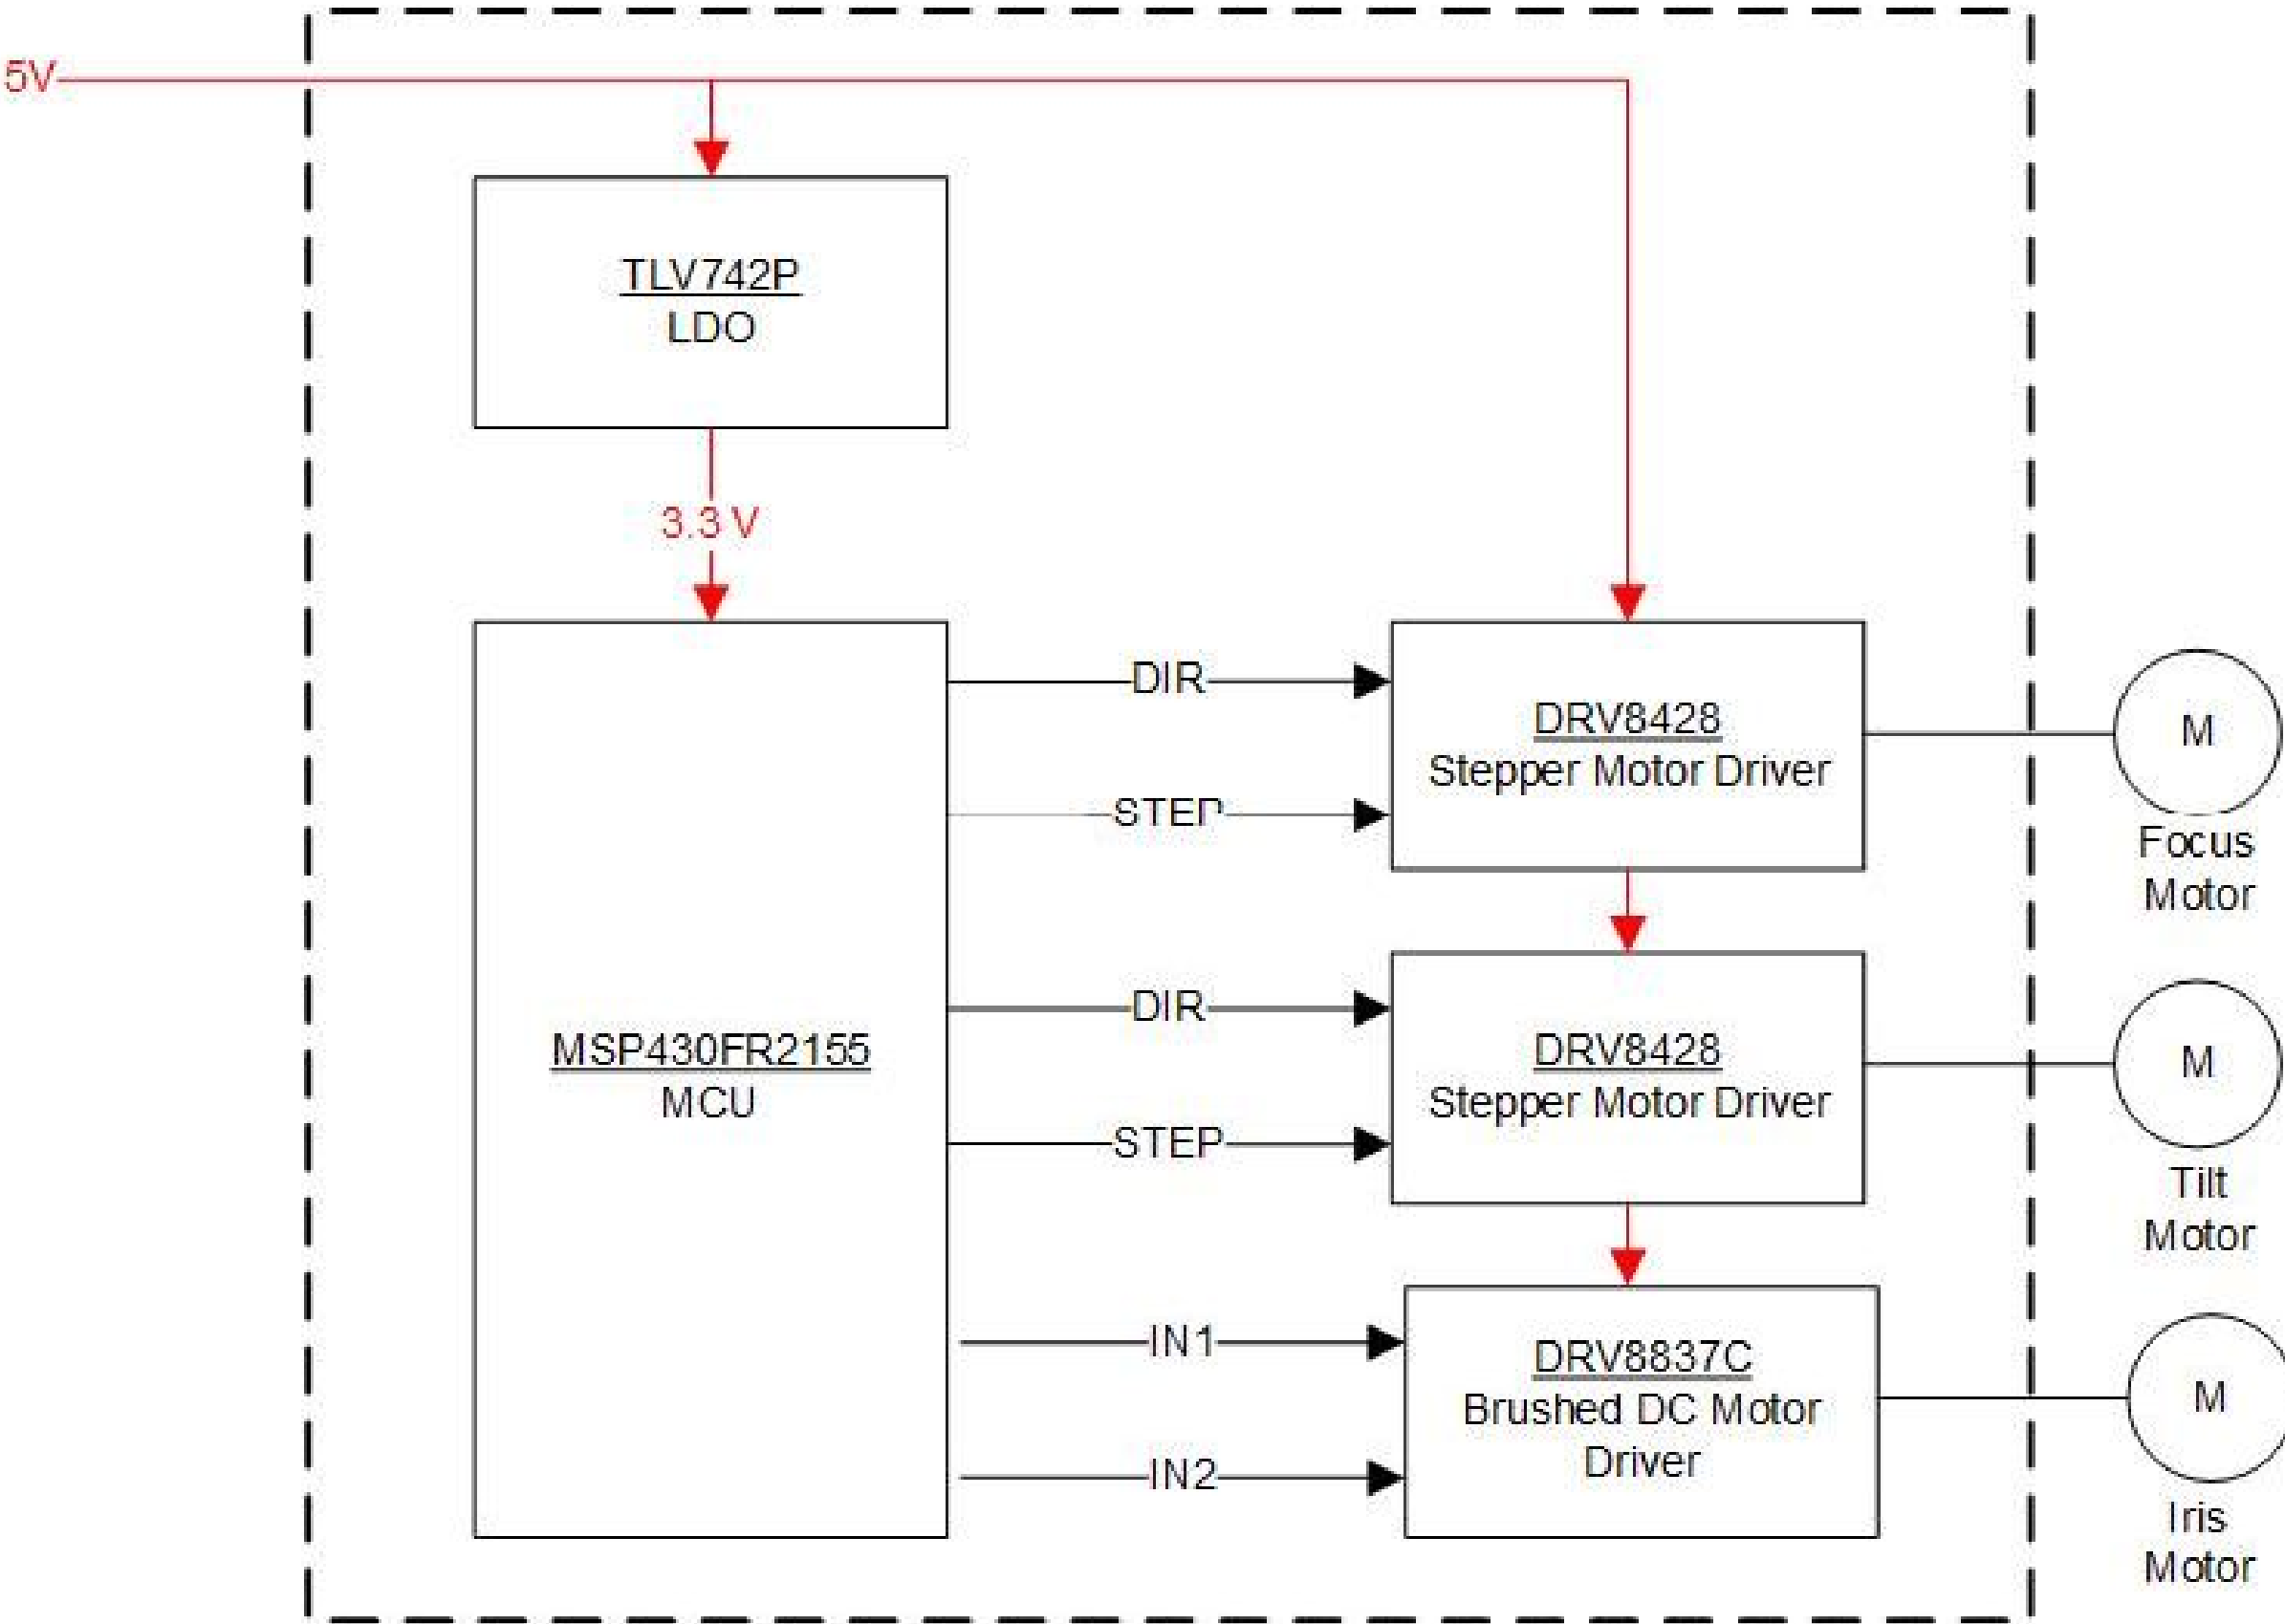 5V
TLV742P
LDO
3.3 V
DIR
DRV8428
Stepper Motor Driver
M
STEP
Focus
Motor
MSP430FR2155
MCU
DIR
DRV8428
Stepper Motor Driver
M
STEP
Tilt
Motor
IN1
DRV8837C
Brushed DC Motor
Driver
M
IN2
Iris
Motor